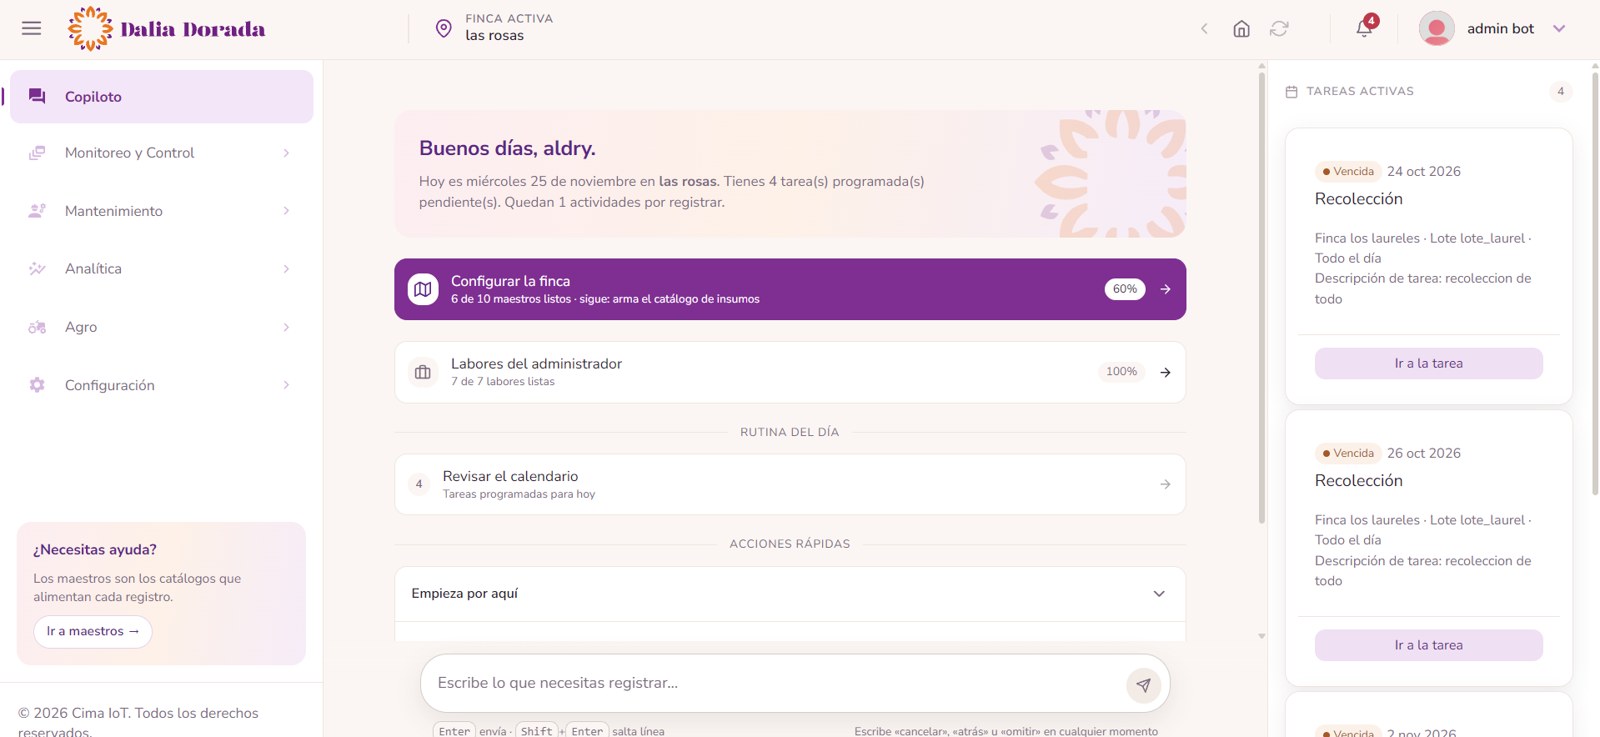 Dalia Dorada
FINCA ACTIVA
las rosas
4
admin bot
Copiloto
Monitoreo y Control
Mantenimiento
Analítica
Agro
Configuración
¿Necesitas ayuda?
Los maestros son los catálogos que
alimentan cada registro.
Ir a maestros →
© 2026 Cima IoT. Todos los derechos
reservados.
Buenos días, aldry.
Hoy es miércoles 25 de noviembre en las rosas. Tienes 4 tarea(s) programada(s)
pendiente(s). Quedan 1 actividades por registrar.
Configurar la finca
6 de 10 maestros listos · sigue: arma el catálogo de insumos
60%
Labores del administrador
7 de 7 labores listas
100%
RUTINA DEL DÍA
4
Revisar el calendario
Tareas programadas para hoy
ACCIONES RÁPIDAS
Empieza por aquí
Escribe lo que necesitas registrar...
Enter envía · Shift + Enter salta línea
Escribe «cancelar», «atrás» u «omitir» en cualquier momento
TAREAS ACTIVAS
4
Vencida 24 oct 2026
Recolección
Finca los laureles · Lote lote_laurel ·
Todo el día
Descripción de tarea: recoleccion de
todo
Ir a la tarea
Vencida 26 oct 2026
Recolección
Finca los laureles · Lote lote_laurel ·
Todo el día
Descripción de tarea: recoleccion de
todo
Ir a la tarea
Vencida 2 nov 2026